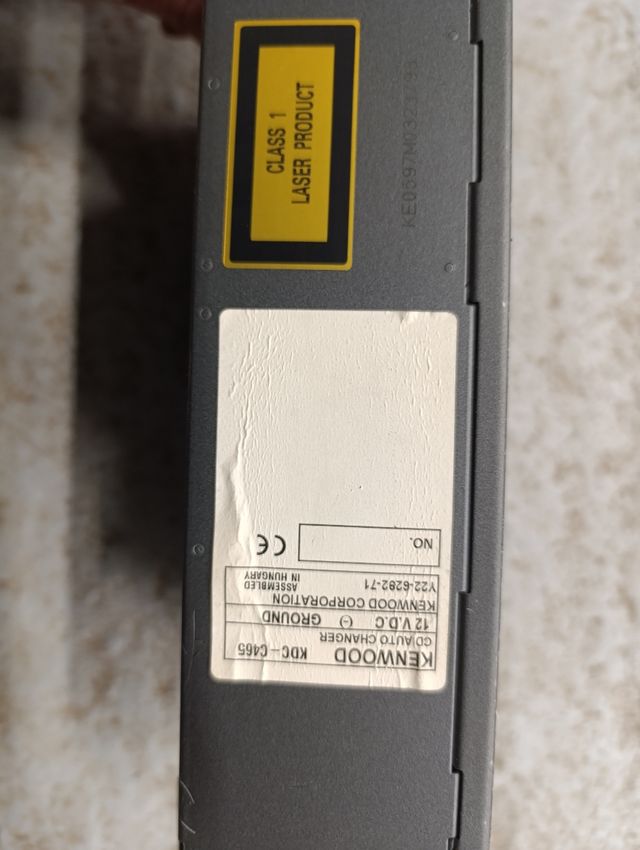 CLASS 1
LASER PRODUCT
KENWOOD KDC-C465
CD AUTO CHANGER
12 V.D.C (-) GROUND
KENWOOD CORPORATION
Y22-6292-71 ASSEMBLED
IN HUNGARY
NO.
CE